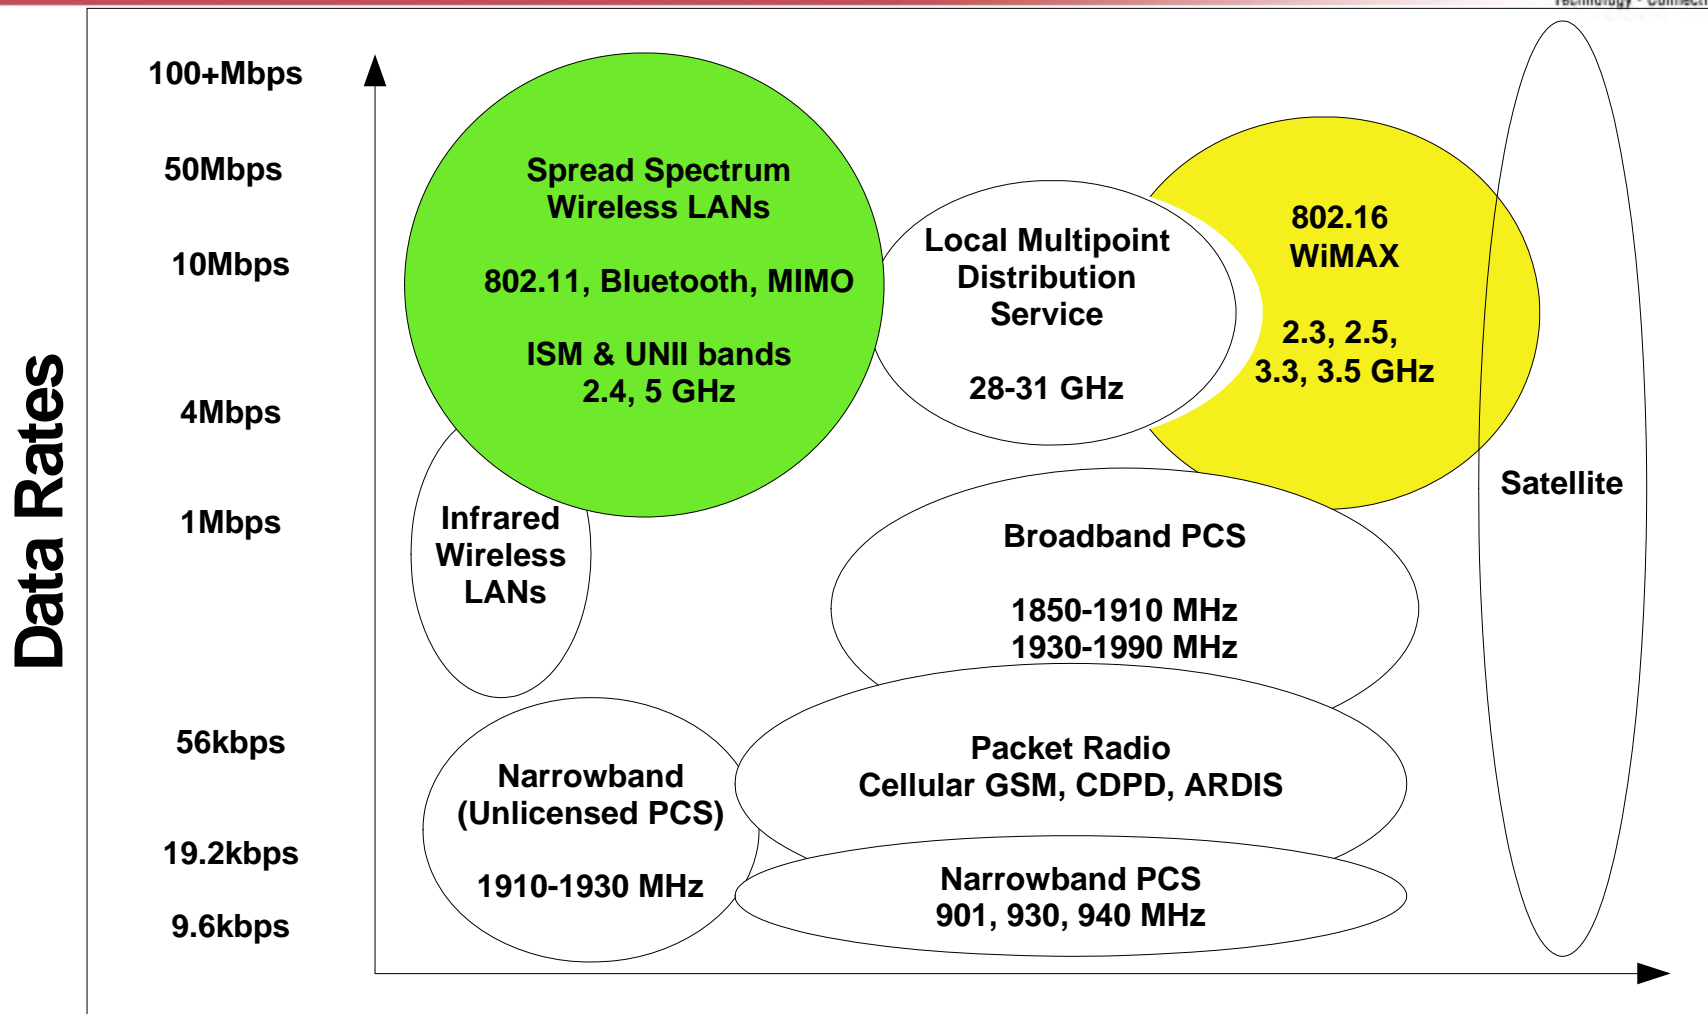 100+Mbps
50Mbps
10Mbps
4Mbps
1Mbps
56kbps
19.2kbps
9.6kbps
Data Rates
Spread Spectrum
Wireless LANs
802.11, Bluetooth, MIMO
ISM & UNII bands
2.4, 5 GHz
Local Multipoint
Distribution
Service
28-31 GHz
802.16
WiMAX
2.3, 2.5,
3.3, 3.5 GHz
Satellite
Infrared
Wireless
LANs
Broadband PCS
1850-1910 MHz
1930-1990 MHz
Narrowband
(Unlicensed PCS)
1910-1930 MHz
Packet Radio
Cellular GSM, CDPD, ARDIS
Narrowband PCS
901, 930, 940 MHz